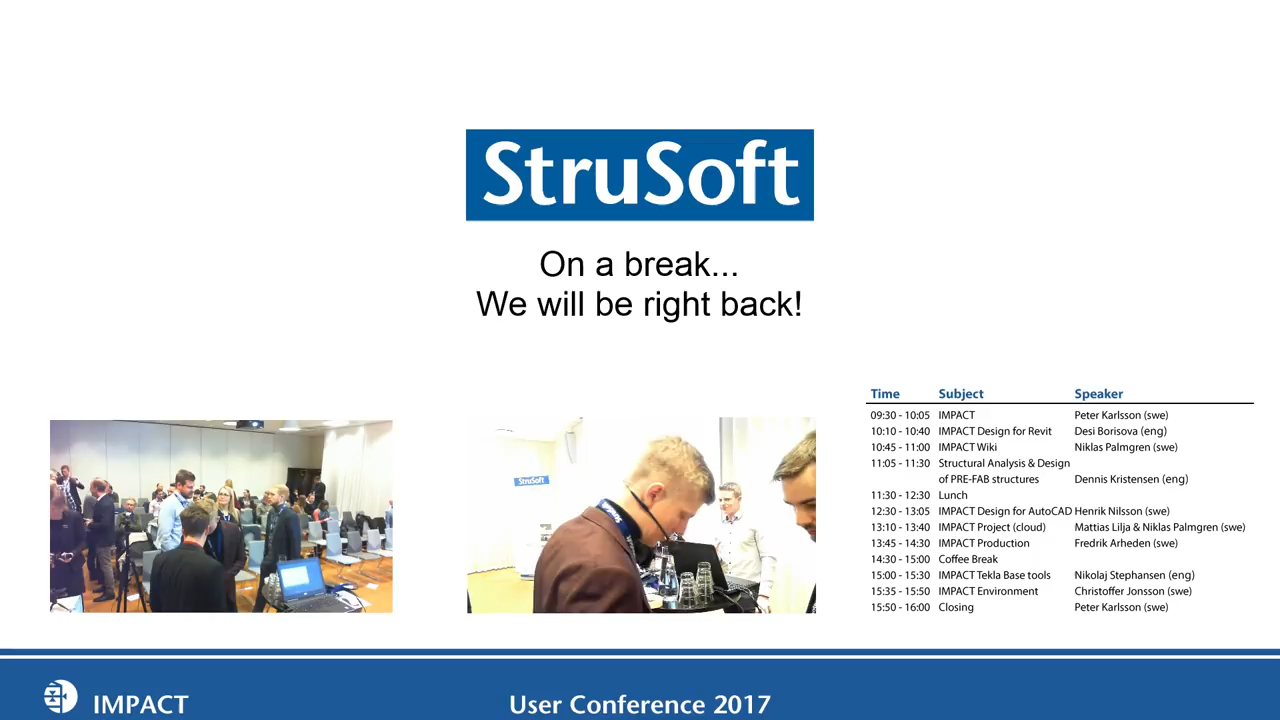 StruSoft
On a break...
We will be right back!
Time Subject Speaker
09:30 - 10:05 IMPACT Peter Karlsson (swe)
10:10 - 10:40 IMPACT Design for Revit Desi Borisova (eng)
10:45 - 11:00 IMPACT Wiki Niklas Palmgren (swe)
11:05 - 11:30 Structural Analysis & Design
of PRE-FAB structures Dennis Kristensen (eng)
11:30 - 12:30 Lunch
12:30 - 13:05 IMPACT Design for AutoCAD Henrik Nilsson (swe)
13:10 - 13:40 IMPACT Project (cloud) Mattias Lilja & Niklas Palmgren (swe)
13:45 - 14:30 IMPACT Production Fredrik Arheden (swe)
14:30 - 15:00 Coffee Break
15:00 - 15:30 IMPACT Tekla Base tools Nikolaj Stephansen (eng)
15:35 - 15:50 IMPACT Environment Christoffer Jonsson (swe)
15:50 - 16:00 Closing Peter Karlsson (swe)
StruSoft
StruSoft
IMPACT User Conference 2017